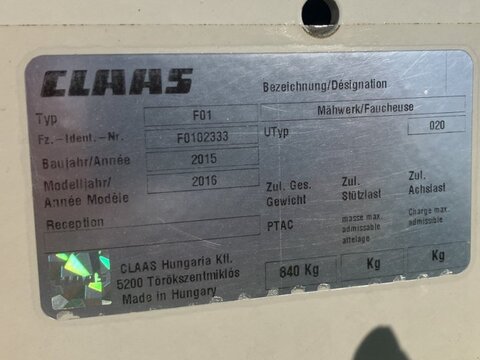 CLAAS
Bezeichnung/Désignation
Typ F01 Mähwerk/Faucheuse
Fz.-Ident.-Nr. F0102333 UTyp 020
Baujahr/Année 2015
Modelljahr/ 2016
Année Modèle
Reception
Zul. Ges. Zul. Zul.
Gewicht Stützlast Achslast
PTAC masse max. Charge max.
admissible admissible
attelage
840 Kg Kg Kg
CLAAS Hungaria Kft.
5200 Törökszentmiklós
Made in Hungary